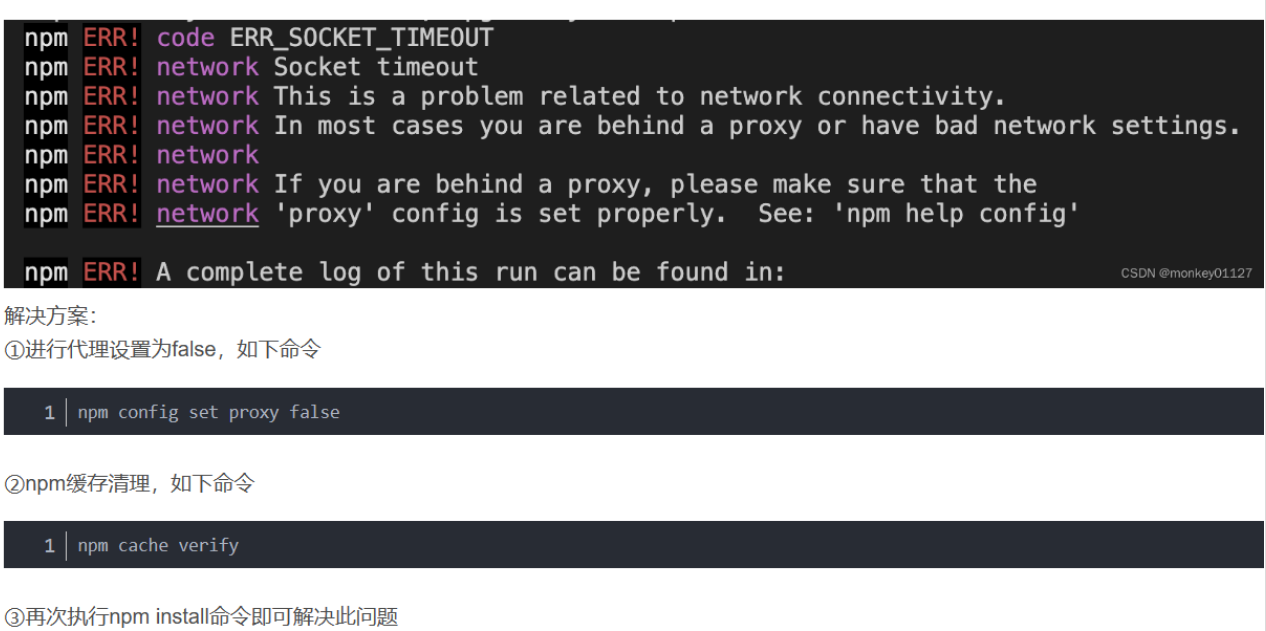 npm ERR! code ERR_SOCKET_TIMEOUT
npm ERR! network Socket timeout
npm ERR! network This is a problem related to network connectivity.
npm ERR! network In most cases you are behind a proxy or have bad network settings.
npm ERR! network
npm ERR! network If you are behind a proxy, please make sure that the
npm ERR! network 'proxy' config is set properly.  See: 'npm help config'
npm ERR! A complete log of this run can be found in:
CSDN @monkey01127
解决方案：
①进行代理设置为false，如下命令
1 npm config set proxy false
②npm缓存清理，如下命令
1 npm cache verify
③再次执行npm install命令即可解决此问题